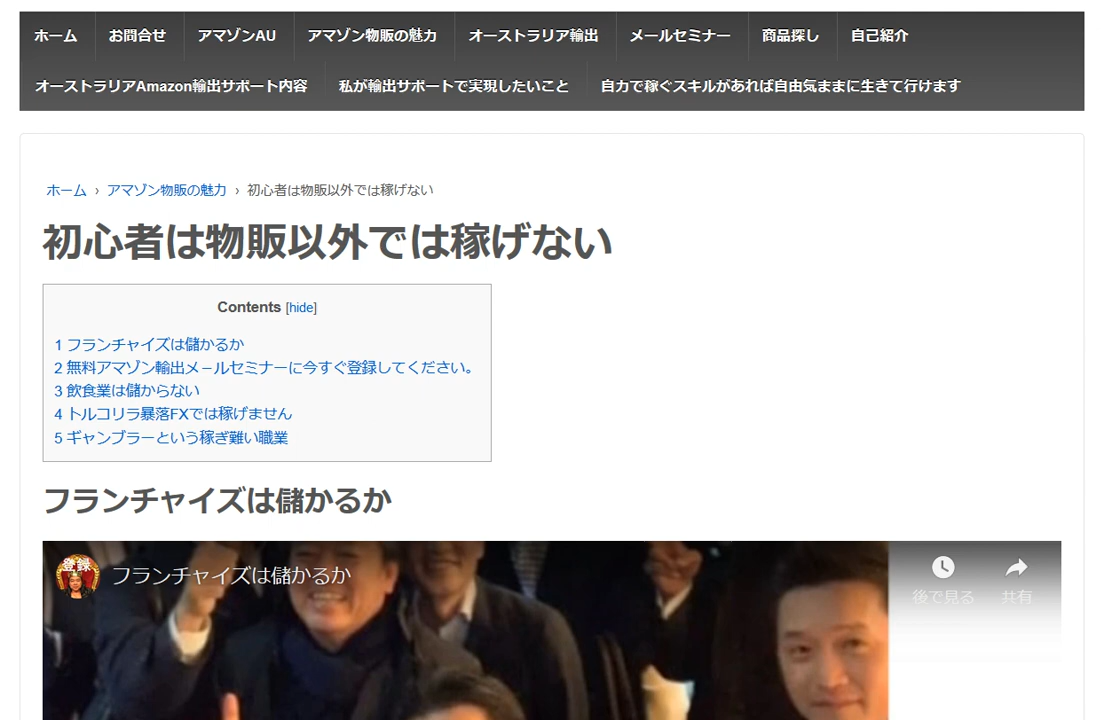 ホーム お問合せ アマゾンAU アマゾン物販の魅力 オーストラリア輸出 メールセミナー 商品探し 自己紹介
オーストラリアAmazon輸出サポート内容 私が輸出サポートで実現したいこと 自力で稼ぐスキルがあれば自由気ままに生きて行けます
ホーム › アマゾン物販の魅力 › 初心者は物販以外では稼げない
初心者は物販以外では稼げない
Contents [hide]
1 フランチャイズは儲かるか
2 無料アマゾン輸出メールセミナーに今すぐ登録してください。
3 飲食業は儲からない
4 トルコリラ暴落FXでは稼げません
5 ギャンブラーという稼ぎ難い職業
フランチャイズは儲かるか
登録 フランチャイズは儲かるか
後で見る 共有